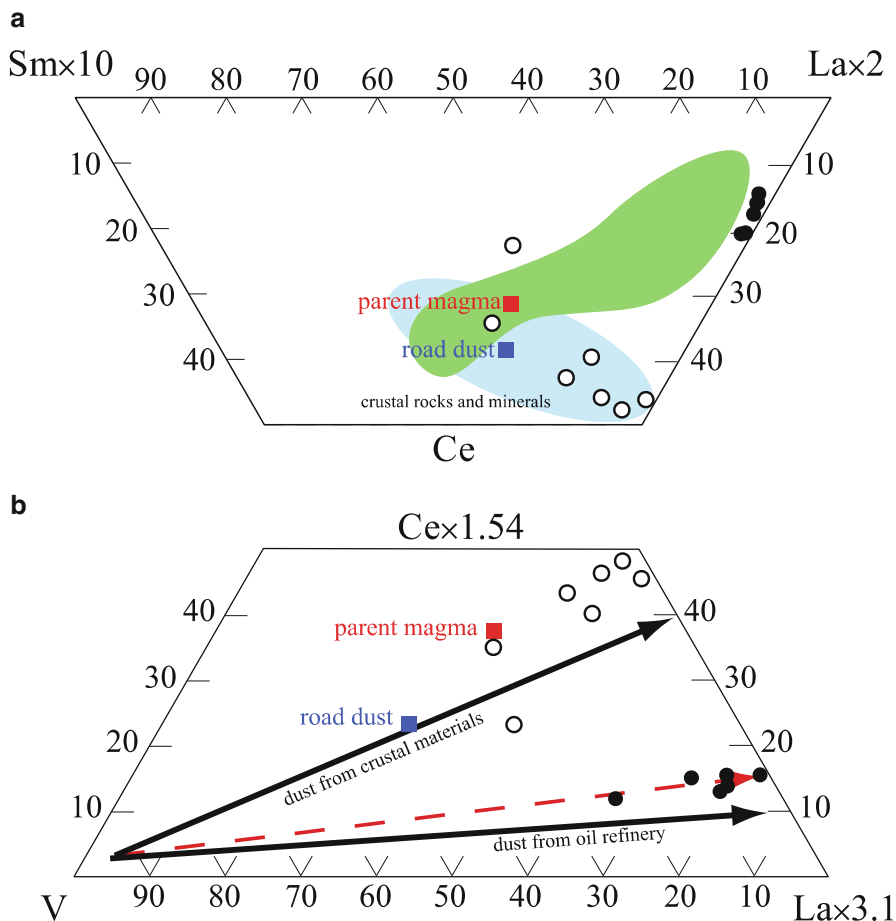 a
Sm×10 90 80 70 60 50 40 30 20 10 La×2
10 10
20 20
30 30
parent magma
road dust
40 40
crustal rocks and minerals
Ce
b
Ce×1.54
40 40
parent magma
30 30
road dust
20 20
dust from crustal materials
10 10
dust from oil refinery
V 90 80 70 60 50 40 30 20 10 La×3.1